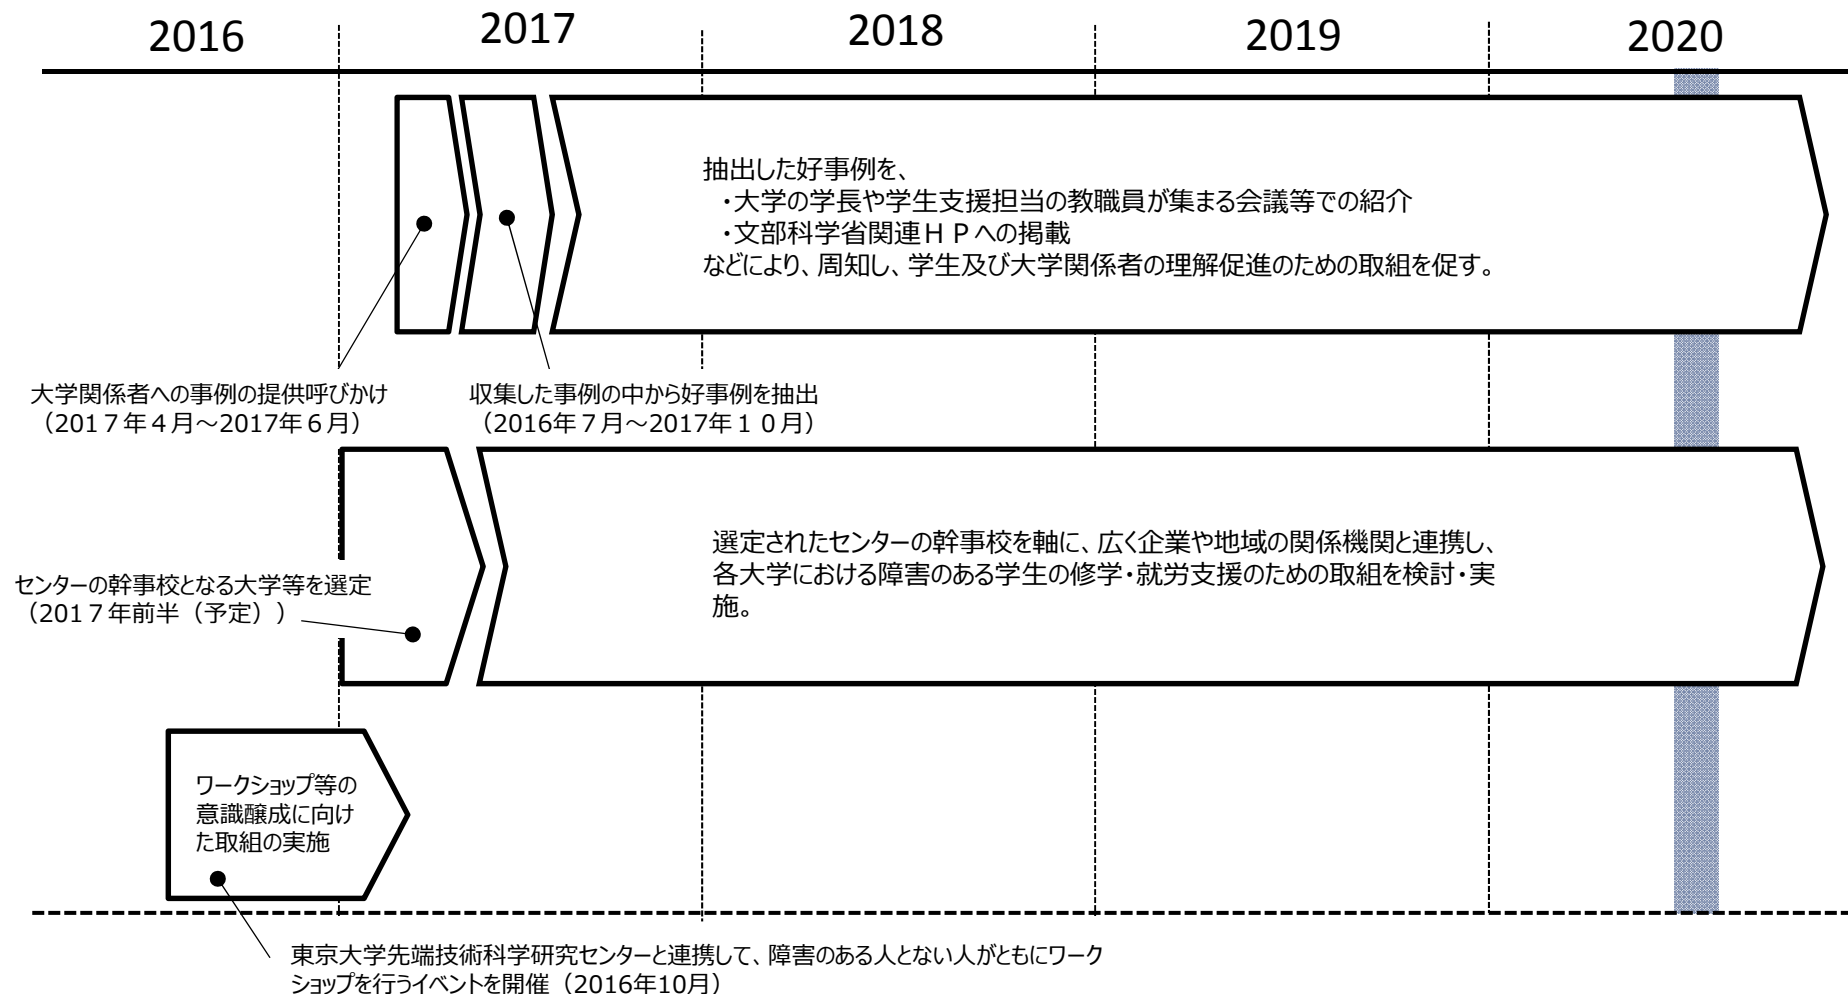 2016
2017
2018
2019
2020
抽出した好事例を、
・大学の学長や学生支援担当の教職員が集まる会議等での紹介
・文部科学省関連ＨＰへの掲載
などにより、周知し、学生及び大学関係者の理解促進のための取組を促す。
大学関係者への事例の提供呼びかけ
（2017年４月～2017年６月）
収集した事例の中から好事例を抽出
（2016年７月～2017年１０月）
選定されたセンターの幹事校を軸に、広く企業や地域の関係機関と連携し、
各大学における障害のある学生の修学・就労支援のための取組を検討・実
施。
センターの幹事校となる大学等を選定
（2017年前半（予定））
ワークショップ等の
意識醸成に向け
た取組の実施
東京大学先端技術科学研究センターと連携して、障害のある人とない人がともにワーク
ショップを行うイベントを開催（2016年10月）